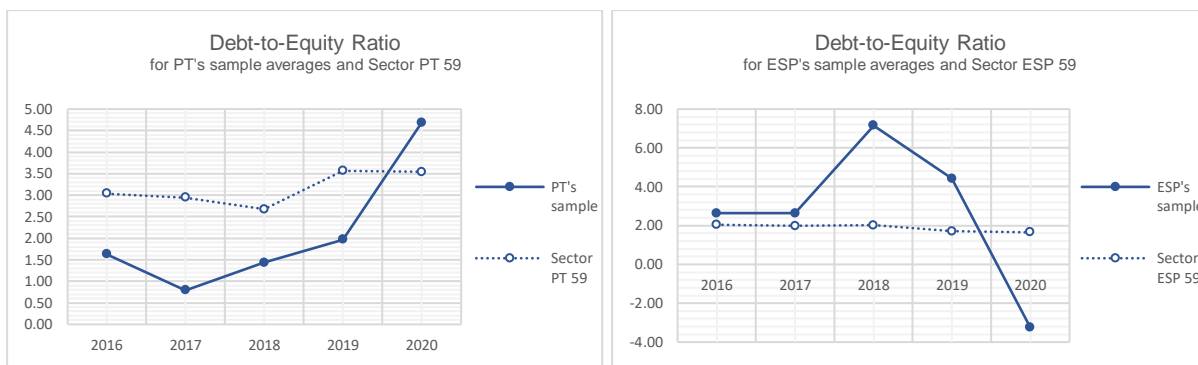 Debt-to-Equity Ratio
for PT's sample averages and Sector PT 59
5.00
4.50
4.00
3.50
3.00
2.50
2.00
1.50
1.00
0.50
0.00
2016 2017 2018 2019 2020
PT's
sample
Sector
PT 59
Debt-to-Equity Ratio
for ESP's sample averages and Sector ESP 59
8.00
6.00
4.00
2.00
0.00
-2.00
-4.00
2016 2017 2018 2019 2020
ESP's
sample
Sector
ESP 59